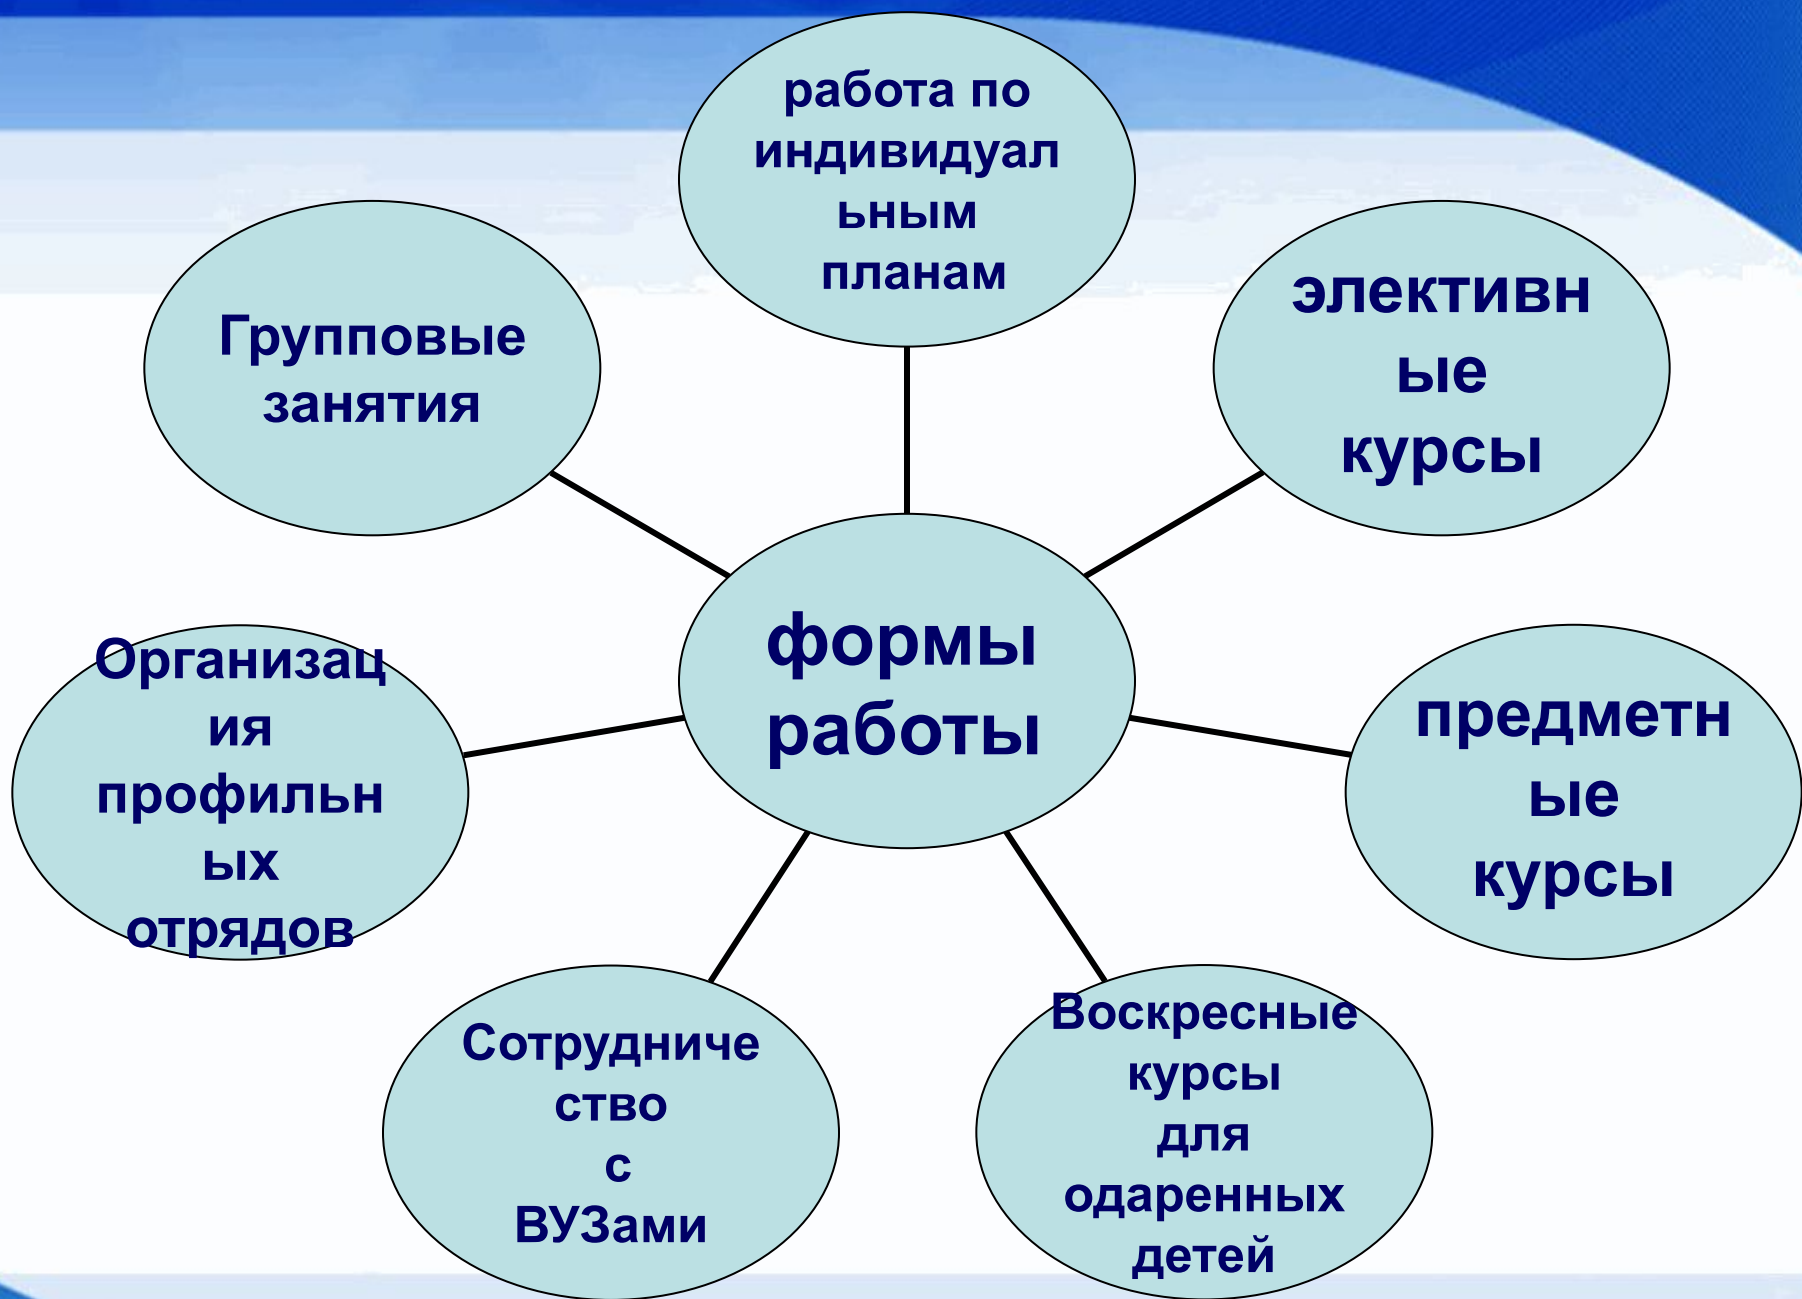 работа по
индивидуал
ьным
планам
элективн
ые
курсы
предметн
ые
курсы
Воскресные
курсы
для
одаренных
детей
Сотрудниче
ство
с
ВУЗами
Организац
ия
профильн
ых
отрядов
Групповые
занятия
формы
работы